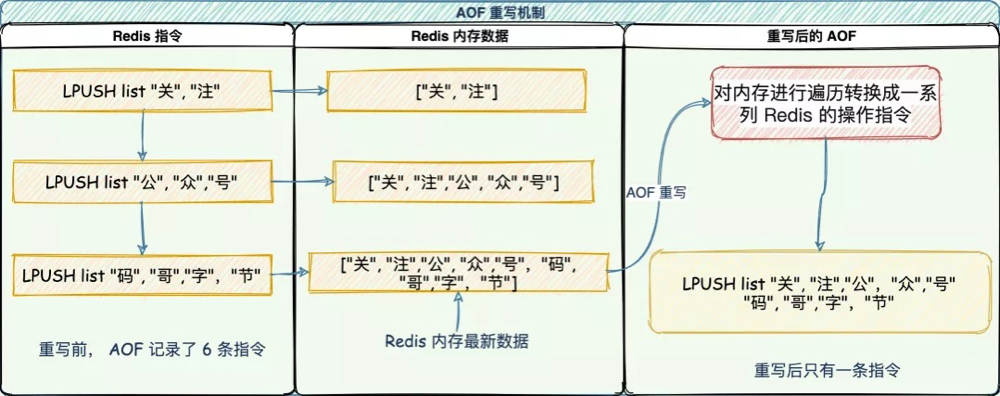 AOF 重写机制
Redis 指令
LPUSH list "关", "注"
LPUSH list "公", "众","号"
LPUSH list "码", "哥","字", "节"
重写前, AOF 记录了 6 条指令
Redis 内存数据
["关", "注"]
["关", "注","公", "众","号"]
["关", "注","公", "众","号", "码",
"哥","字", "节"]
Redis 内存最新数据
AOF 重写
重写后的 AOF
对内存进行遍历转换成一系
列 Redis 的操作指令
LPUSH list "关", "注","公", "众","号"
"码", "哥","字", "节"
重写后只有一条指令